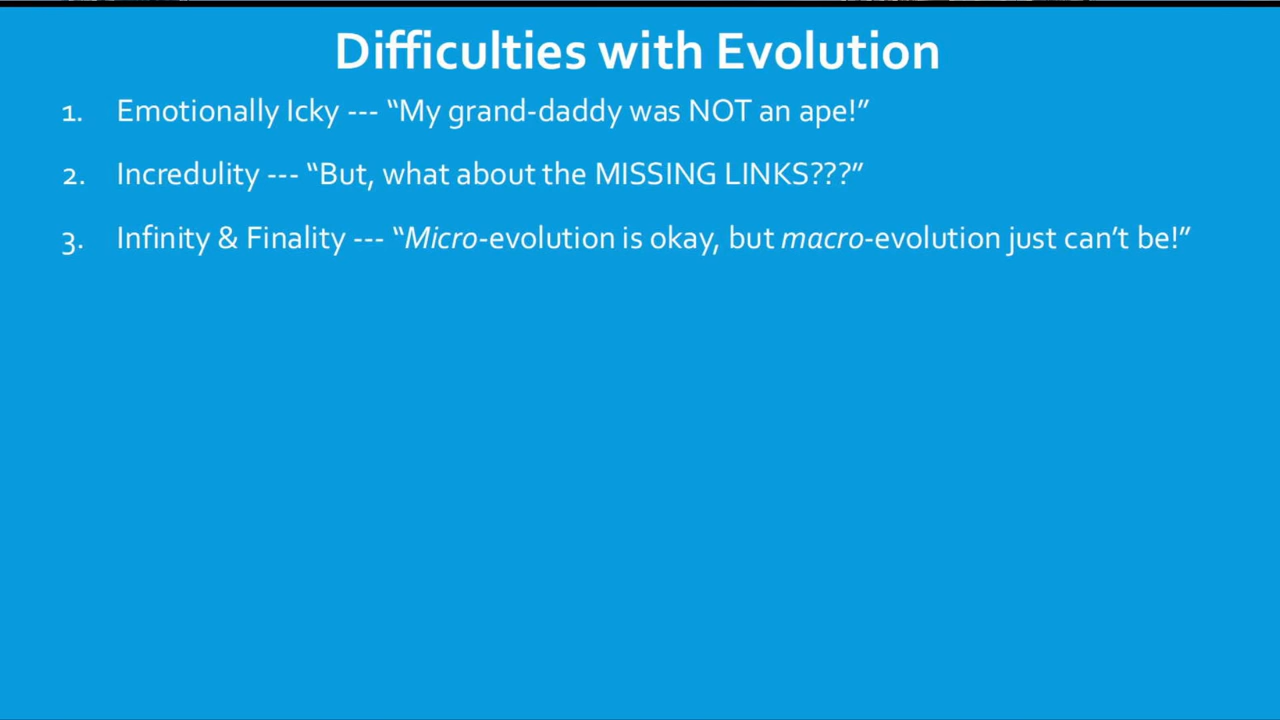 Difficulties with Evolution
1. Emotionally Icky --- “My grand-daddy was NOT an ape!”
2. Incredulity --- “But, what about the MISSING LINKS???”
3. Infinity & Finality --- “Micro-evolution is okay, but macro-evolution just can’t be!”